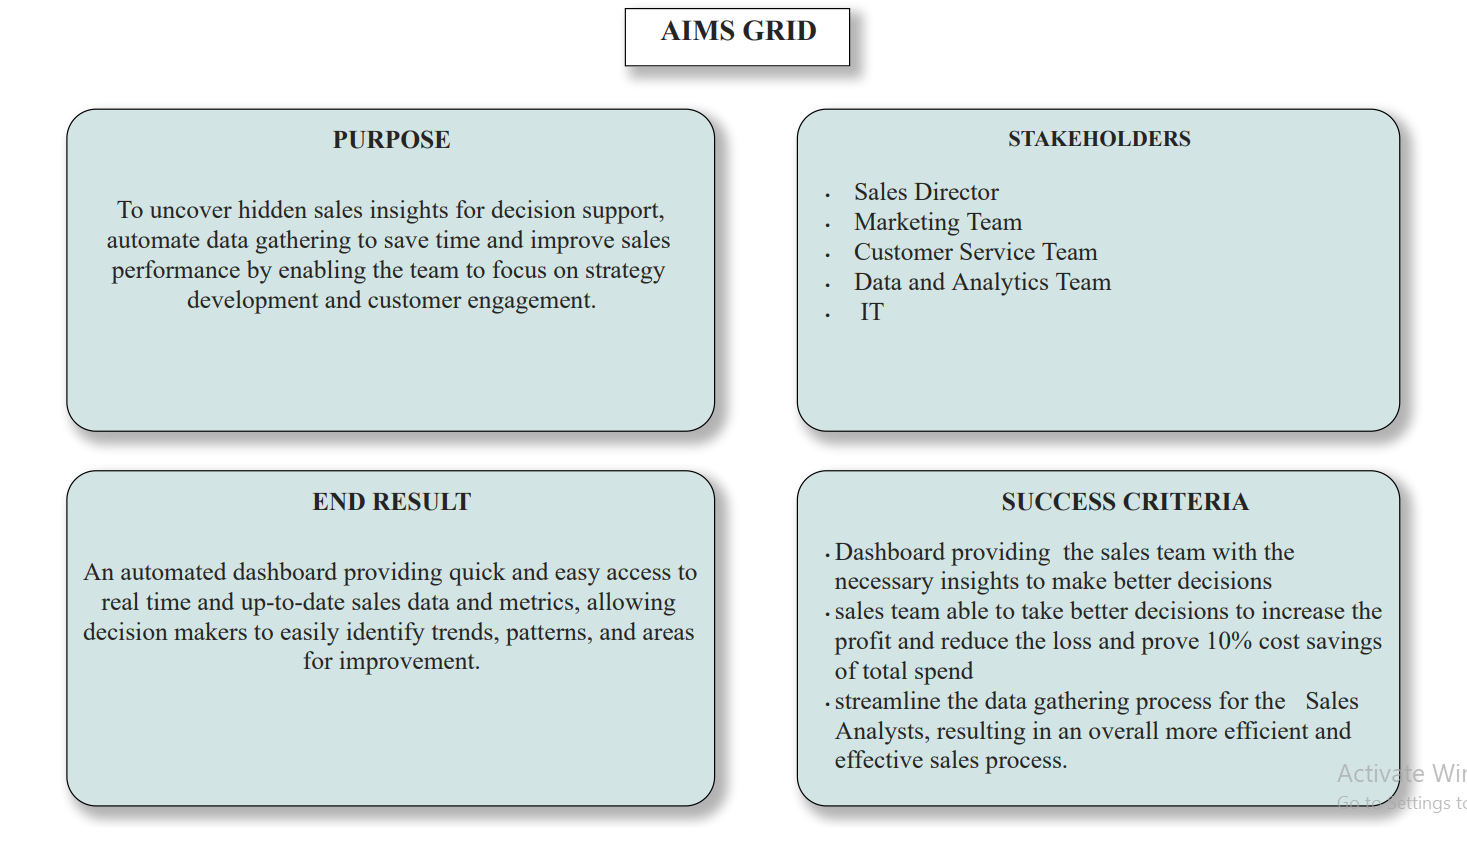 AIMS GRID
PURPOSE
To uncover hidden sales insights for decision support,
automate data gathering to save time and improve sales
performance by enabling the team to focus on strategy
development and customer engagement.
STAKEHOLDERS
· Sales Director
· Marketing Team
· Customer Service Team
· Data and Analytics Team
· IT
END RESULT
An automated dashboard providing quick and easy access to
real time and up-to-date sales data and metrics, allowing
decision makers to easily identify trends, patterns, and areas
for improvement.
SUCCESS CRITERIA
· Dashboard providing the sales team with the
necessary insights to make better decisions
· sales team able to take better decisions to increase the
profit and reduce the loss and prove 10% cost savings
of total spend
· streamline the data gathering process for the Sales
Analysts, resulting in an overall more efficient and
effective sales process.
Activate Win
Go to Settings to